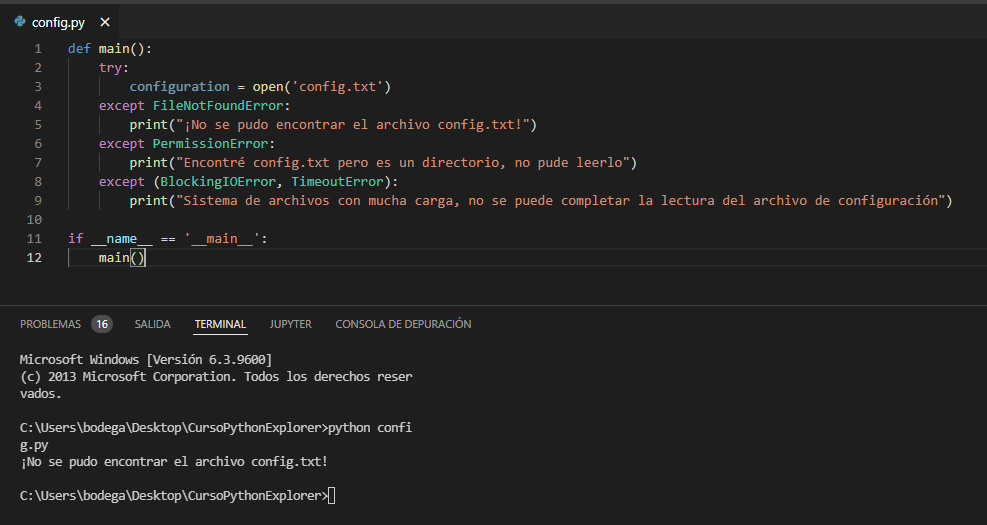 config.py
1 def main():
2 try:
3 configuration = open('config.txt')
4 except FileNotFoundError:
5 print("¡No se pudo encontrar el archivo config.txt!")
6 except PermissionError:
7 print("Encontré config.txt pero es un directorio, no pude leerlo")
8 except (BlockingIOError, TimeoutError):
9 print("Sistema de archivos con mucha carga, no se puede completar la lectura del archivo de configuración")
10
11 if __name__ == '__main__':
12 main()
PROBLEMAS 16 SALIDA TERMINAL JUPYTER CONSOLA DE DEPURACIÓN
Microsoft Windows [Versión 6.3.9600]
(c) 2013 Microsoft Corporation. Todos los derechos reser
vados.
C:\Users\bodega\Desktop\CursoPythonExplorer>python confi
g.py
¡No se pudo encontrar el archivo config.txt!
C:\Users\bodega\Desktop\CursoPythonExplorer>